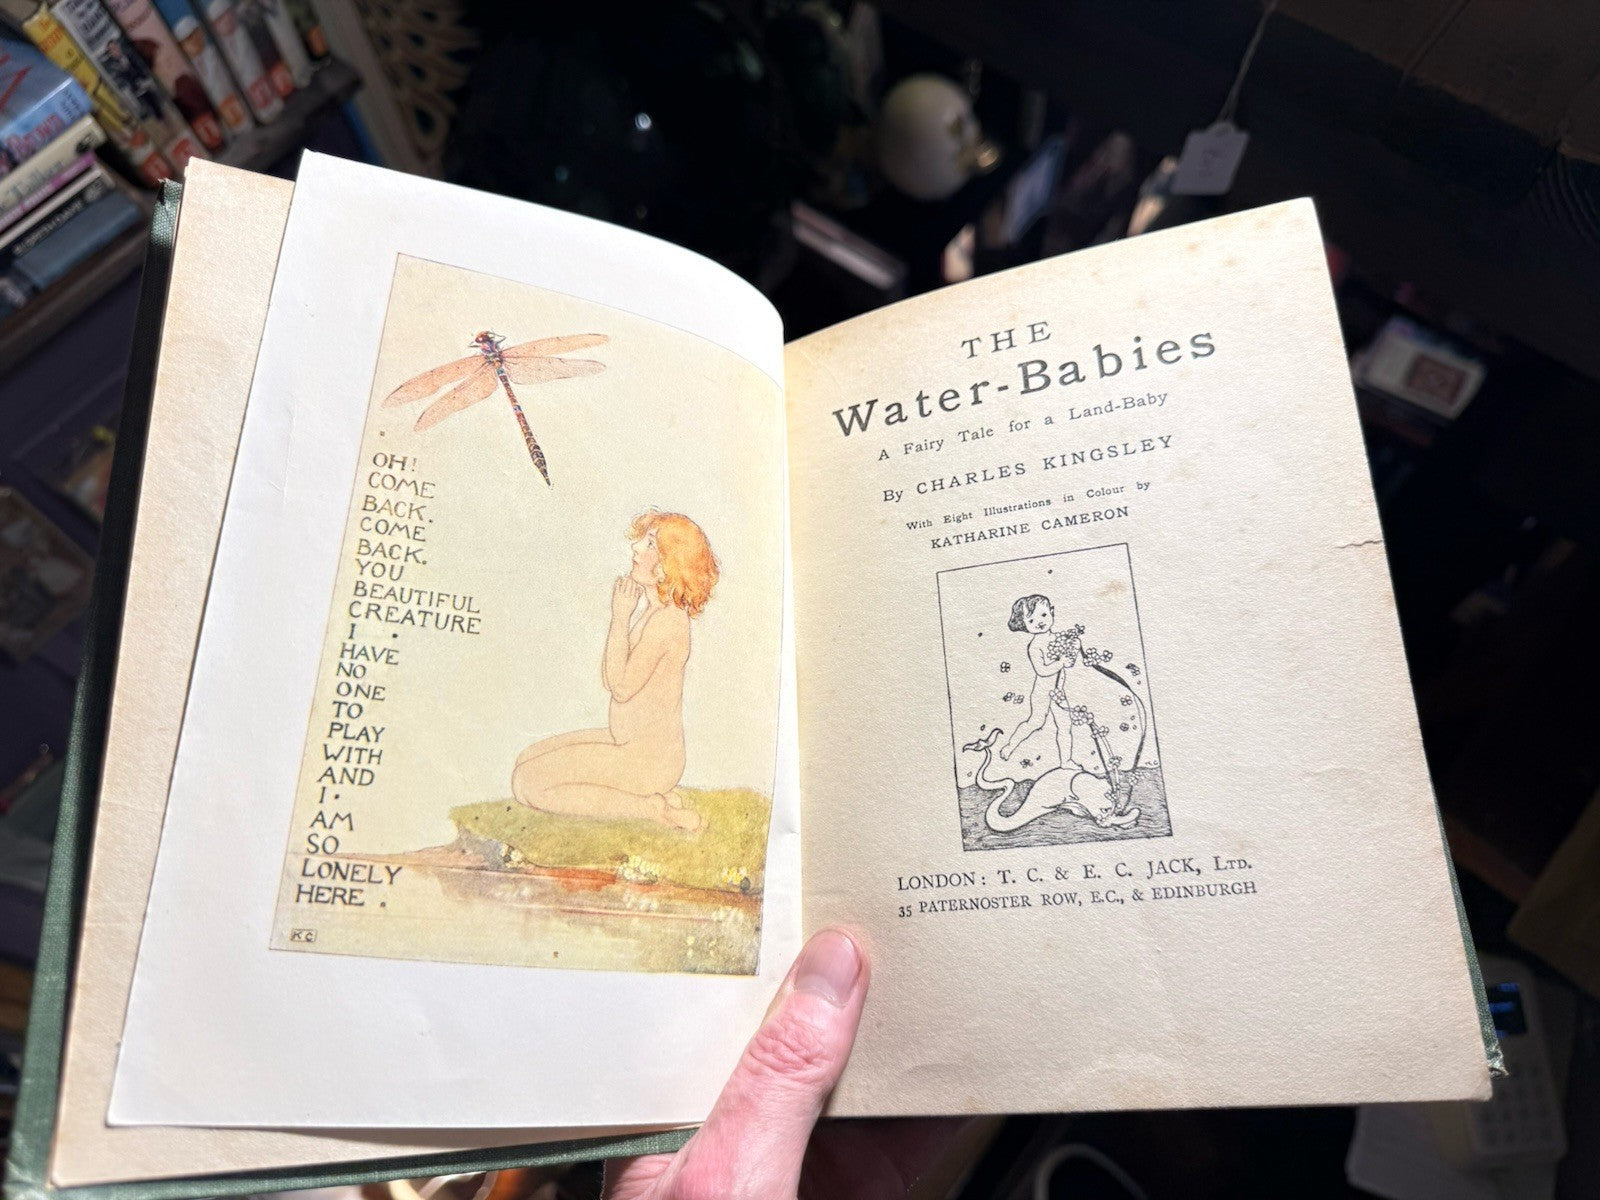 OH!
COME
BACK.
COME
BACK.
YOU
BEAUTIFUL
CREATURE
I •
HAVE
NO
ONE
TO
PLAY
WITH
AND
I •
AM
SO
LONELY
HERE .
KC
THE
Water-Babies
A Fairy Tale for a Land-Baby
By CHARLES KINGSLEY
With Eight Illustrations in Colour by
KATHARINE CAMERON
LONDON: T. C. & E. C. JACK, LTD.
35 PATERNOSTER ROW, E.C., & EDINBURGH